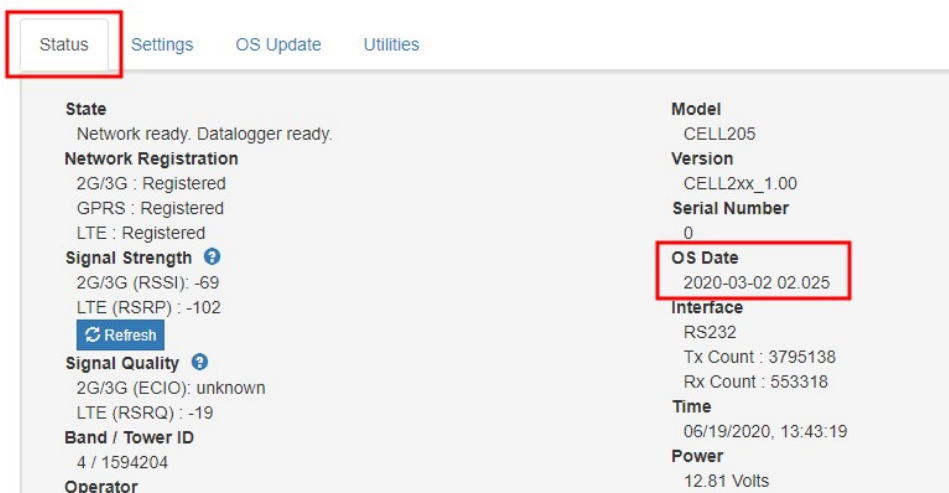 Status Settings OS Update Utilities
State
Network ready. Datalogger ready.
Network Registration
2G/3G : Registered
GPRS : Registered
LTE : Registered
Signal Strength
2G/3G (RSSI): -69
LTE (RSRP) : -102
Refresh
Signal Quality
2G/3G (ECIO): unknown
LTE (RSRQ) : -19
Band / Tower ID
4 / 1594204
Operator
Model
CELL205
Version
CELL2xx_1.00
Serial Number
0
OS Date
2020-03-02 02.025
Interface
RS232
Tx Count : 3795138
Rx Count : 553318
Time
06/19/2020, 13:43:19
Power
12.81 Volts